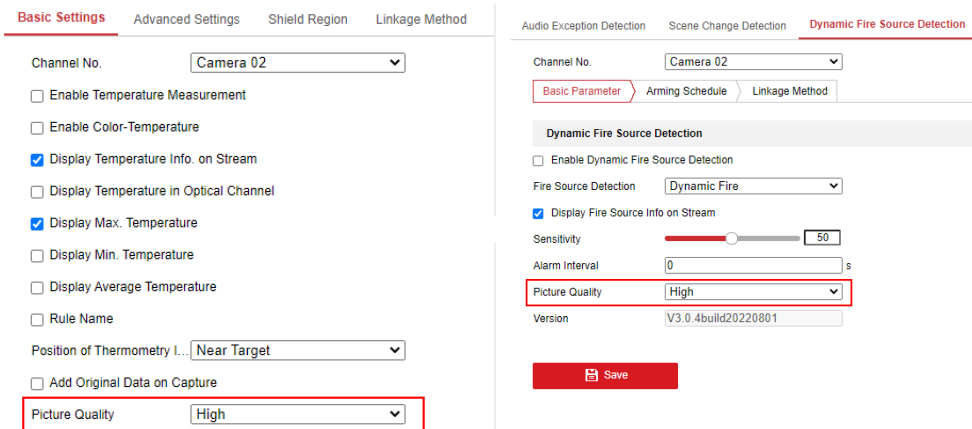 Basic Settings Advanced Settings Shield Region Linkage Method
Channel No. Camera 02
Enable Temperature Measurement
Enable Color-Temperature
Display Temperature Info. on Stream
Display Temperature in Optical Channel
Display Max. Temperature
Display Min. Temperature
Display Average Temperature
Rule Name
Position of Thermometry I... Near Target
Add Original Data on Capture
Picture Quality High
Audio Exception Detection Scene Change Detection Dynamic Fire Source Detection
Channel No. Camera 02
Basic Parameter Arming Schedule Linkage Method
Dynamic Fire Source Detection
Enable Dynamic Fire Source Detection
Fire Source Detection Dynamic Fire
Display Fire Source Info on Stream
Sensitivity 50
Alarm Interval 0 s
Picture Quality High
Version V3.0.4build20220801
Save